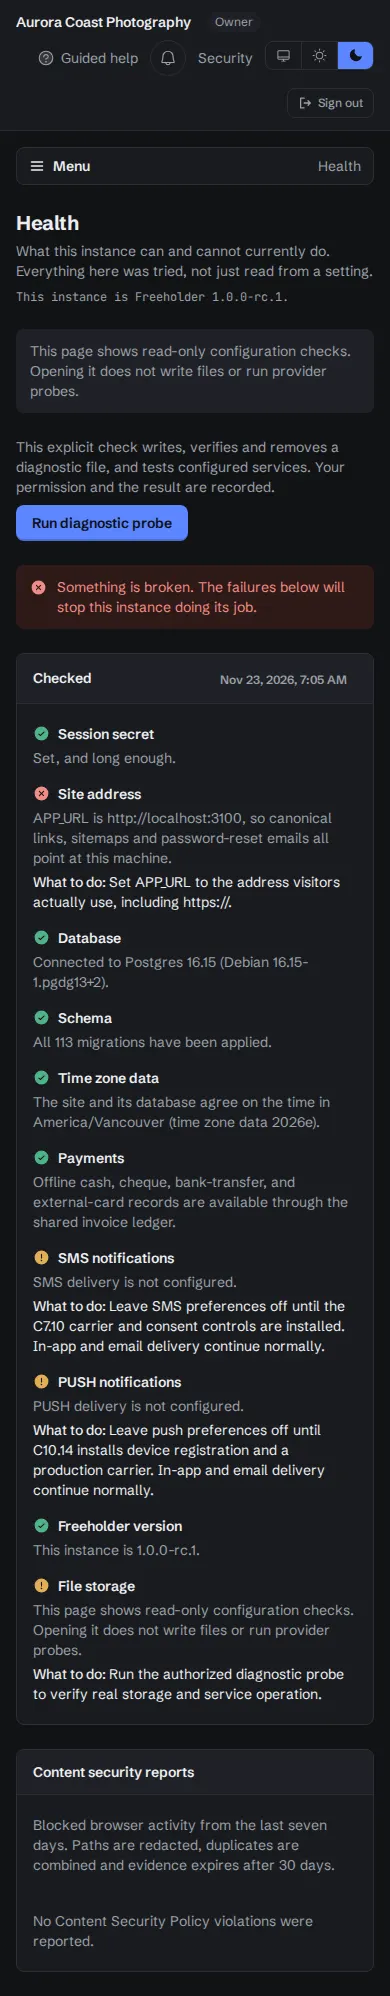 Aurora Coast Photography Owner
Guided help Security
Sign out
Menu Health
Health
What this instance can and cannot currently do.
Everything here was tried, not just read from a setting.
This instance is Freeholder 1.0.0-rc.1.
This page shows read-only configuration checks.
Opening it does not write files or run provider
probes.
This explicit check writes, verifies and removes a
diagnostic file, and tests configured services. Your
permission and the result are recorded.
Run diagnostic probe
Something is broken. The failures below will
stop this instance doing its job.
Checked Nov 23, 2026, 7:05 AM
Session secret
Set, and long enough.
Site address
APP_URL is http://localhost:3100, so canonical
links, sitemaps and password-reset emails all
point at this machine.
What to do: Set APP_URL to the address visitors
actually use, including https://.
Database
Connected to Postgres 16.15 (Debian 16.15-
1.pgdg13+2).
Schema
All 113 migrations have been applied.
Time zone data
The site and its database agree on the time in
America/Vancouver (time zone data 2026e).
Payments
Offline cash, cheque, bank-transfer, and
external-card records are available through the
shared invoice ledger.
SMS notifications
SMS delivery is not configured.
What to do: Leave SMS preferences off until the
C7.10 carrier and consent controls are installed.
In-app and email delivery continue normally.
PUSH notifications
PUSH delivery is not configured.
What to do: Leave push preferences off until
C10.14 installs device registration and a
production carrier. In-app and email delivery
continue normally.
Freeholder version
This instance is 1.0.0-rc.1.
File storage
This page shows read-only configuration checks.
Opening it does not write files or run provider
probes.
What to do: Run the authorized diagnostic probe
to verify real storage and service operation.
Content security reports
Blocked browser activity from the last seven
days. Paths are redacted, duplicates are
combined and evidence expires after 30 days.
No Content Security Policy violations were
reported.